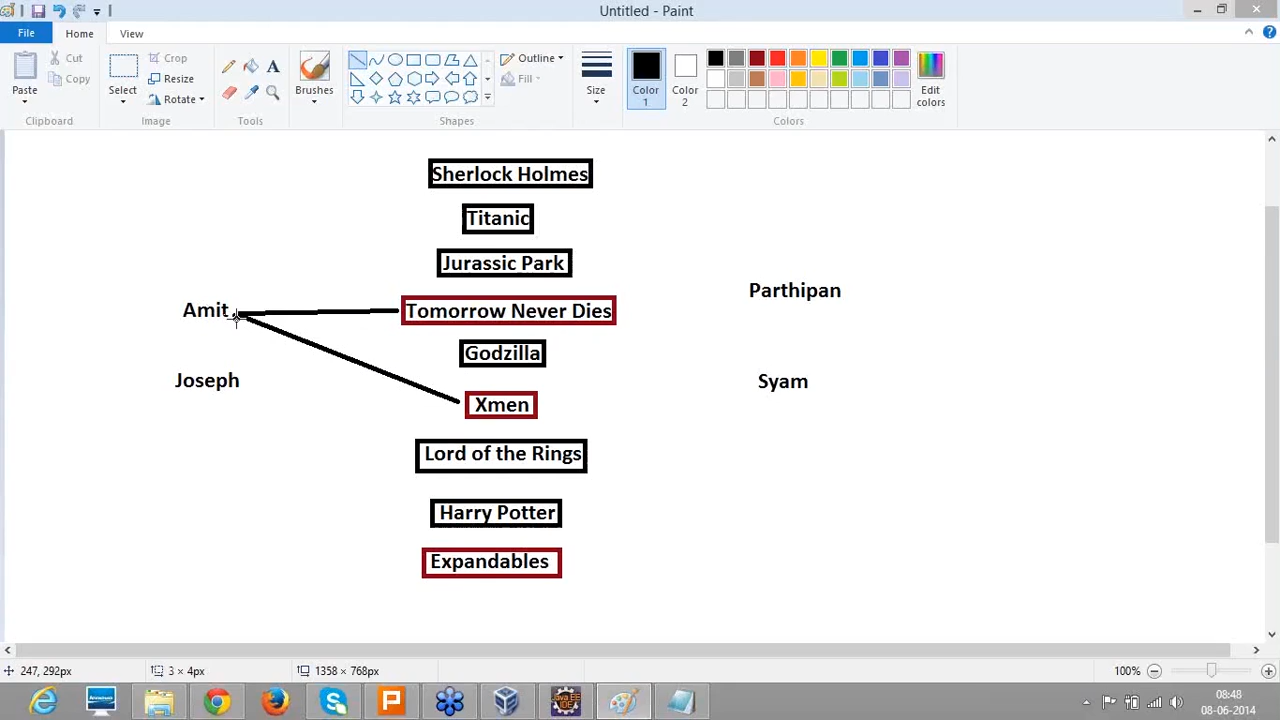 Untitled - Paint
File
Home
View
Paste
Cut
Copy
Clipboard
Select
Crop
Resize
Rotate
Image
A
Tools
Brushes
Shapes
Outline
Fill
Size
Color 1
Color 2
Edit colors
Colors
Sherlock Holmes
Titanic
Jurassic Park
Amit
Tomorrow Never Dies
Parthipan
Godzilla
Joseph
Syam
Xmen
Lord of the Rings
Harry Potter
Expandables
247, 292px
3 × 4px
1358 × 768px
100%
Java EE
IDE
08:48
08-06-2014